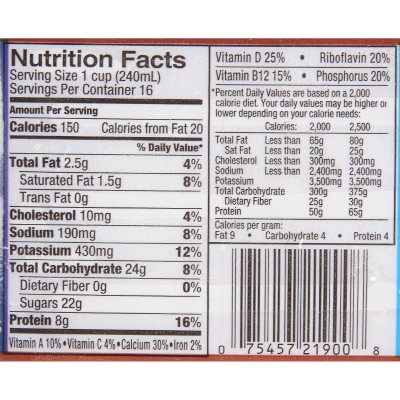 Nutrition Facts
Serving Size 1 cup (240mL)
Servings Per Container 16
Amount Per Serving
Calories 150 Calories from Fat 20
% Daily Value*
Total Fat 2.5g 4%
Saturated Fat 1.5g 8%
Trans Fat 0g
Cholesterol 10mg 4%
Sodium 190mg 8%
Potassium 430mg 12%
Total Carbohydrate 24g 8%
Dietary Fiber 0g 0%
Sugars 22g
Protein 8g 16%
Vitamin A 10% • Vitamin C 4% • Calcium 30% • Iron 2%
Vitamin D 25% • Riboflavin 20%
Vitamin B12 15% • Phosphorus 20%
*Percent Daily Values are based on a 2,000
calorie diet. Your daily values may be higher or
lower depending on your calorie needs:
Calories: 2,000 2,500
Total Fat Less than 65g 80g
Sat Fat Less than 20g 25g
Cholesterol Less than 300mg 300mg
Sodium Less than 2,400mg 2,400mg
Potassium 3,500mg 3,500mg
Total Carbohydrate 300g 375g
Dietary Fiber 25g 30g
Protein 50g 65g
Calories per gram:
Fat 9 • Carbohydrate 4 • Protein 4
0 75457 21900 8